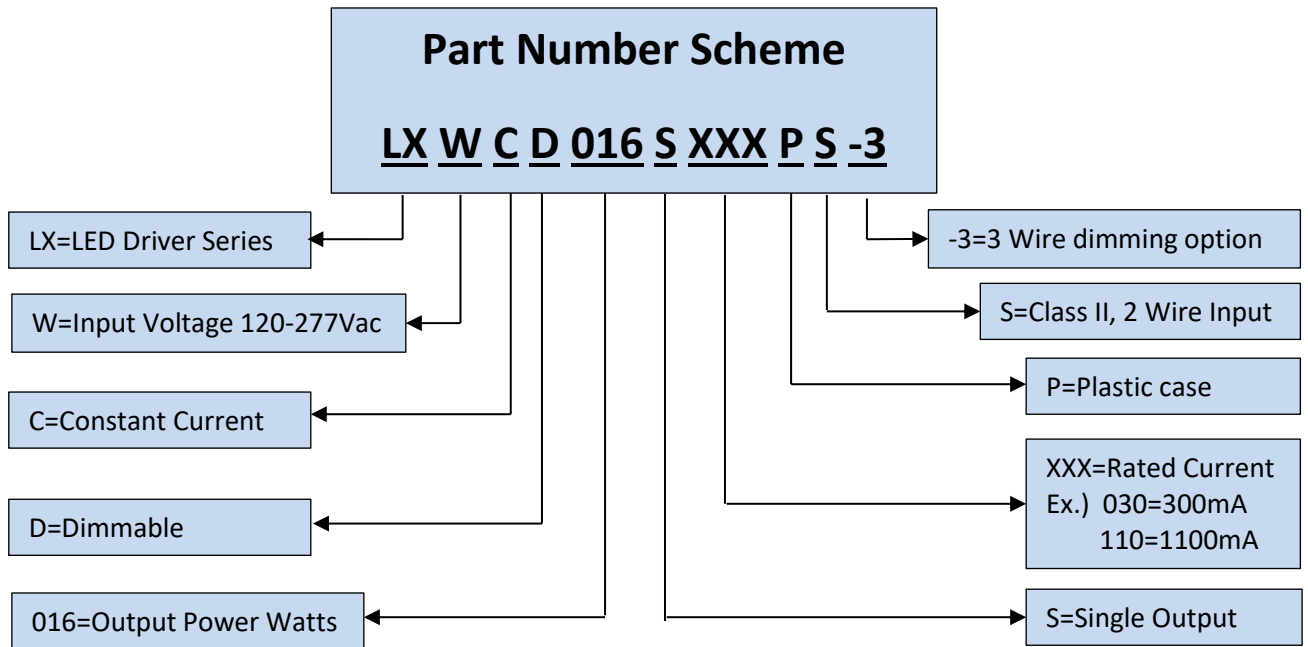 Part Number Scheme
LX W C D 016 S XXX P S -3
LX=LED Driver Series
W=Input Voltage 120-277Vac
C=Constant Current
D=Dimmable
016=Output Power Watts
-3=3 Wire dimming option
S=Class II, 2 Wire Input
P=Plastic case
XXX=Rated Current
Ex.) 030=300mA
110=1100mA
S=Single Output